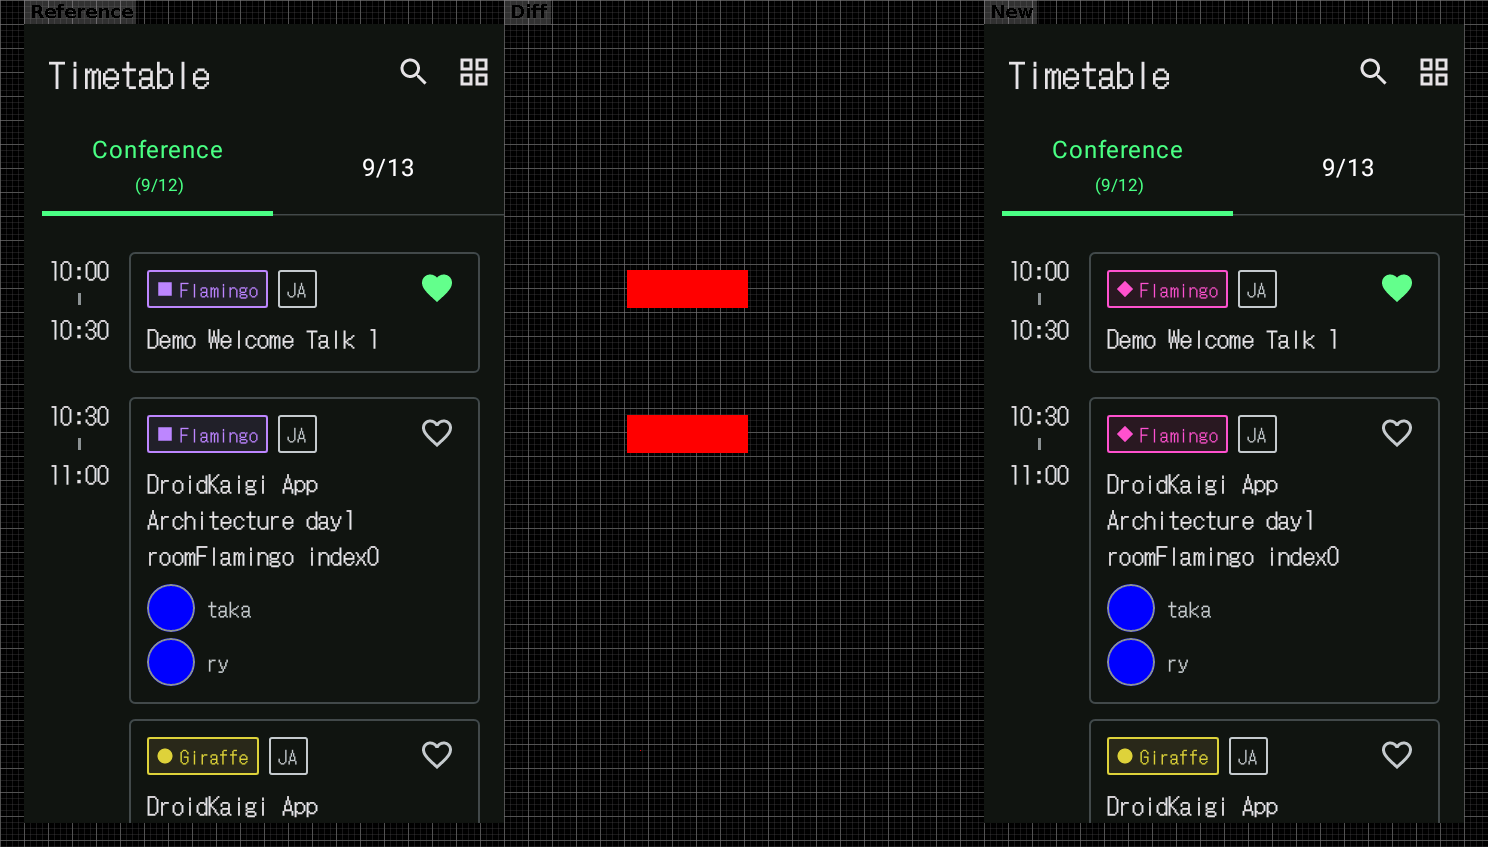 Reference
Diff
New
Timetable
Conference
(9/12)
9/13
10:00
10:30
Flamingo
JA
Demo Welcome Talk 1
10:30
11:00
Flamingo
JA
DroidKaigi App
Architecture day1
roomFlamingo index0
taka
ry
Giraffe
JA
DroidKaigi App
Timetable
Conference
(9/12)
9/13
10:00
10:30
Flamingo
JA
Demo Welcome Talk 1
10:30
11:00
Flamingo
JA
DroidKaigi App
Architecture day1
roomFlamingo index0
taka
ry
Giraffe
JA
DroidKaigi App